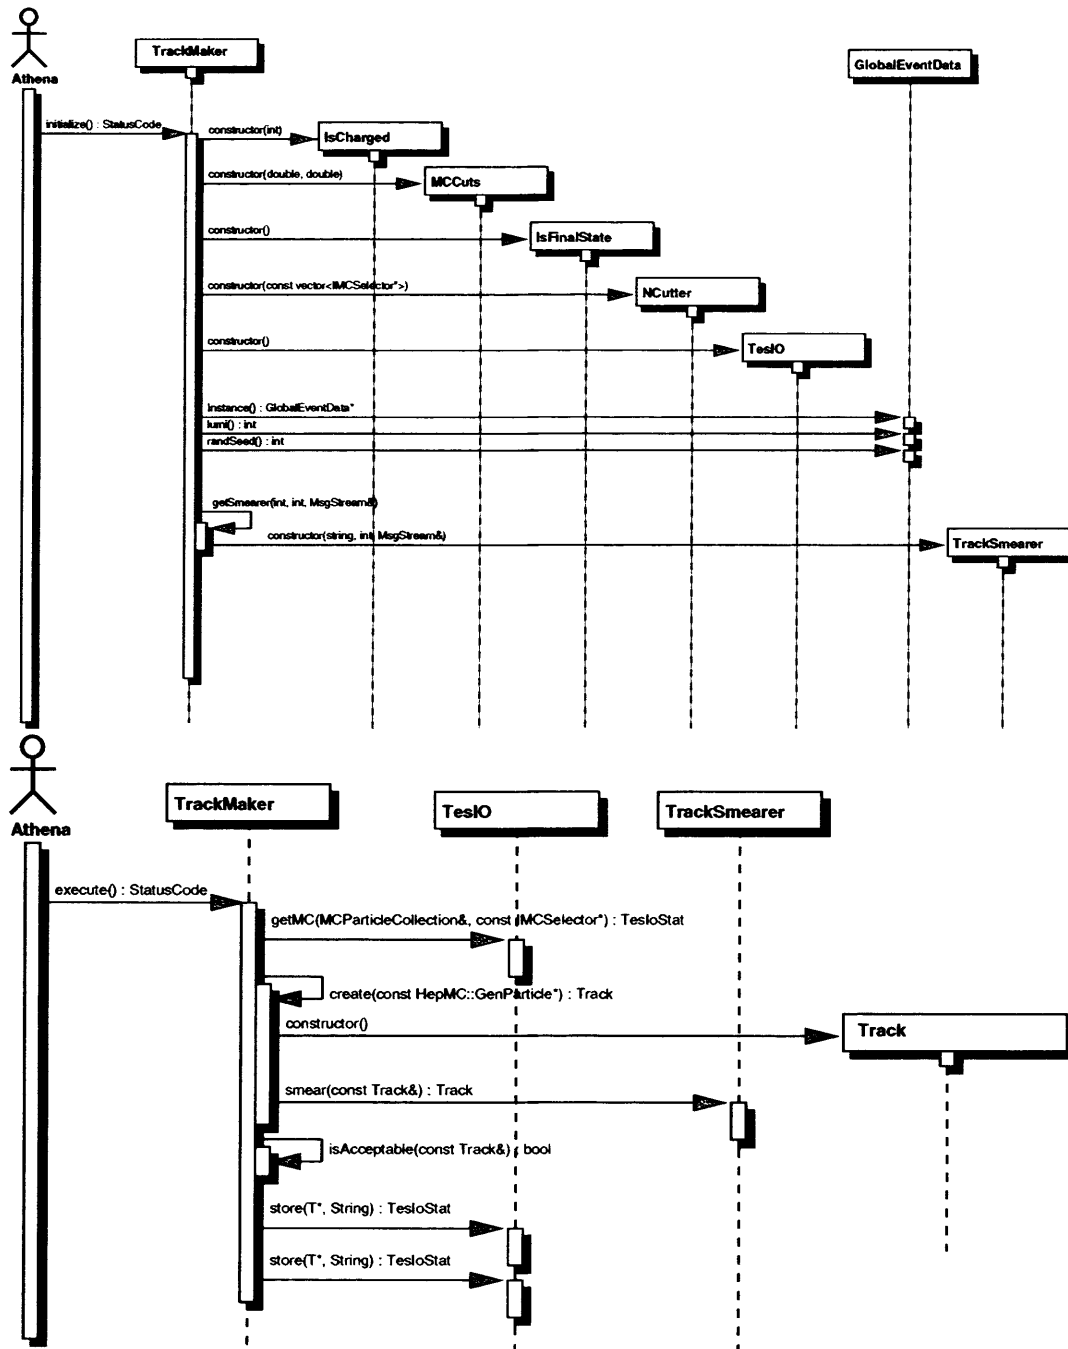 TrackMaker
GlobalEventData
Athena
initialize() : StatusCode
constructor(int)
IsCharged
constructor(double, double)
MCCuts
constructor()
IsFinalState
constructor(const vector<IMCSelector*>)
NCutter
constructor()
TesIO
instance() : GlobalEventData*
lumi() : int
randSeed() : int
getSmearer(int, int, MsgStream&)
constructor(string, int, MsgStream&)
TrackSmearer
Athena
TrackMaker
TesIO
TrackSmearer
execute() : StatusCode
getMC(MCParticleCollection&, const IMCSelector*) : TesIoStat
create(const HepMC::GenParticle*) : Track
constructor()
Track
smear(const Track&) : Track
isAcceptable(const Track&) : bool
store(T*, String) : TesIoStat
store(T*, String) : TesIoStat